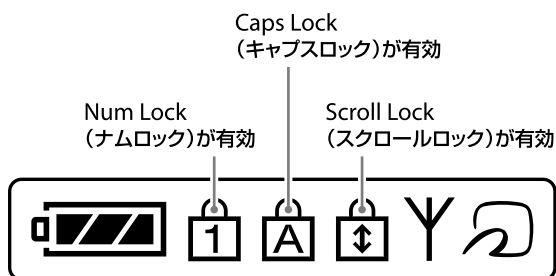 Caps Lock
（キャプスロック）が有効
Num Lock
（ナムロック）が有効
Scroll Lock
（スクロールロック）が有効
1 A